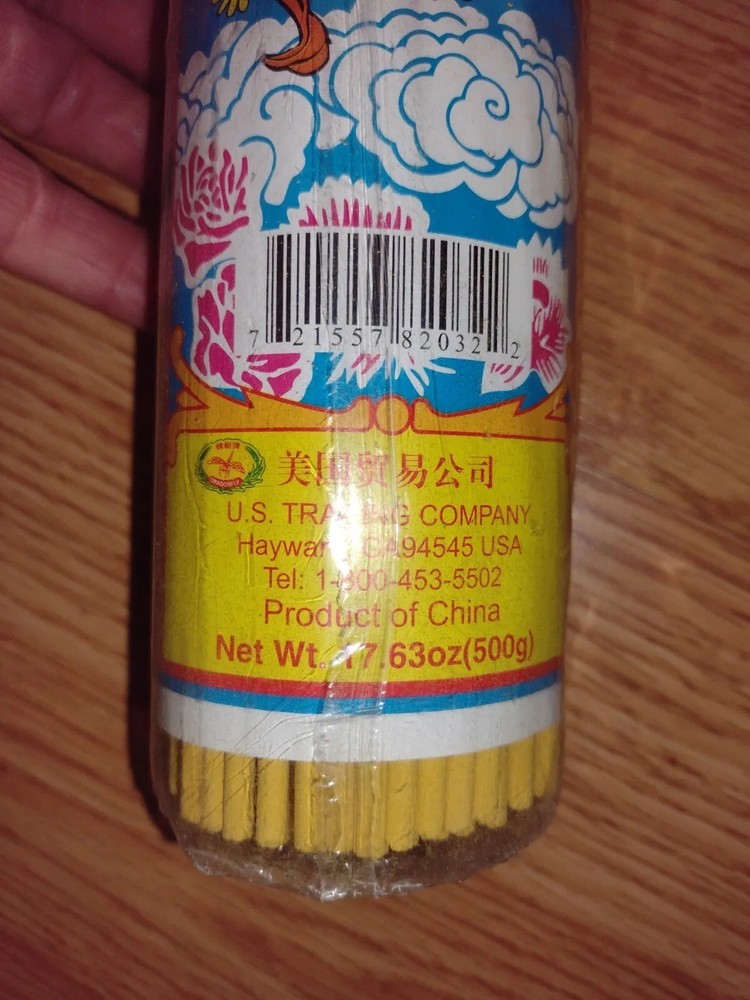 7 21557 82032 2
美国贸易公司
DRAGONFLY
U.S. TRADING COMPANY
Hayward CA94545 USA
Tel: 1-800-453-5502
Product of China
Net Wt. 17.63oz(500g)